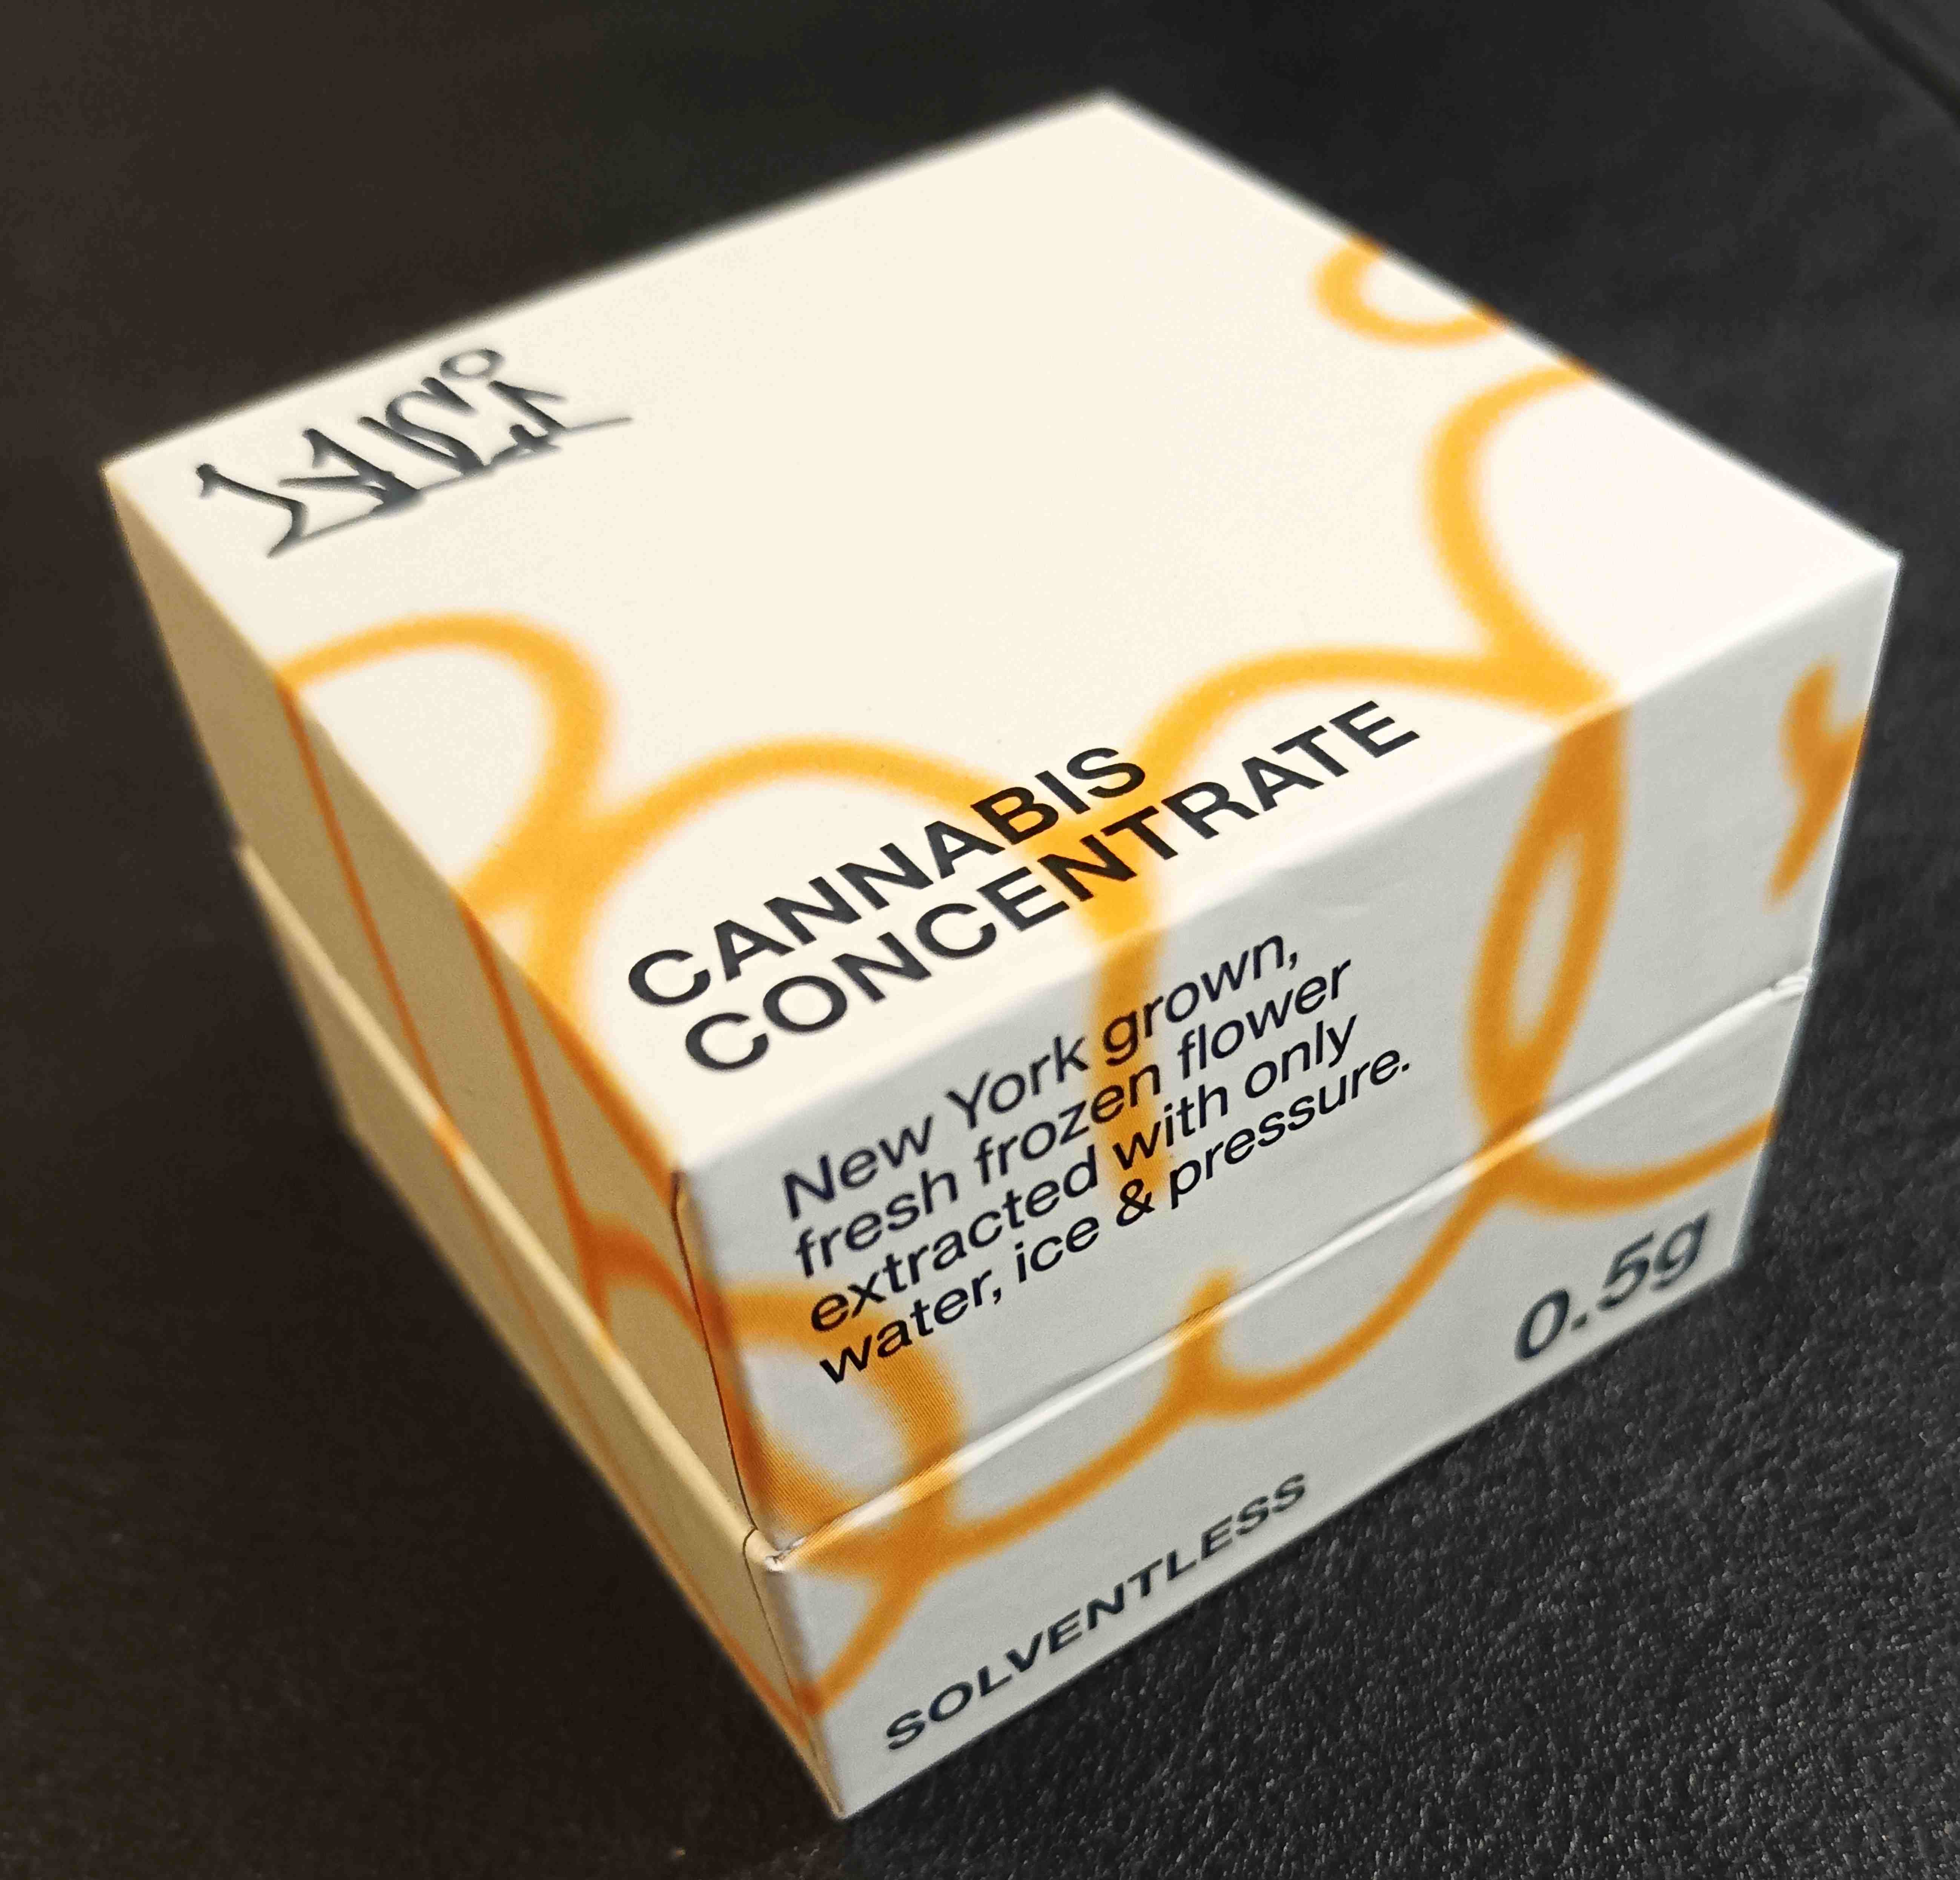 CANNABIS
CONCENTRATE
New York grown,
fresh frozen flower
extracted with only
water, ice & pressure.
SOLVENTLESS
0.5g